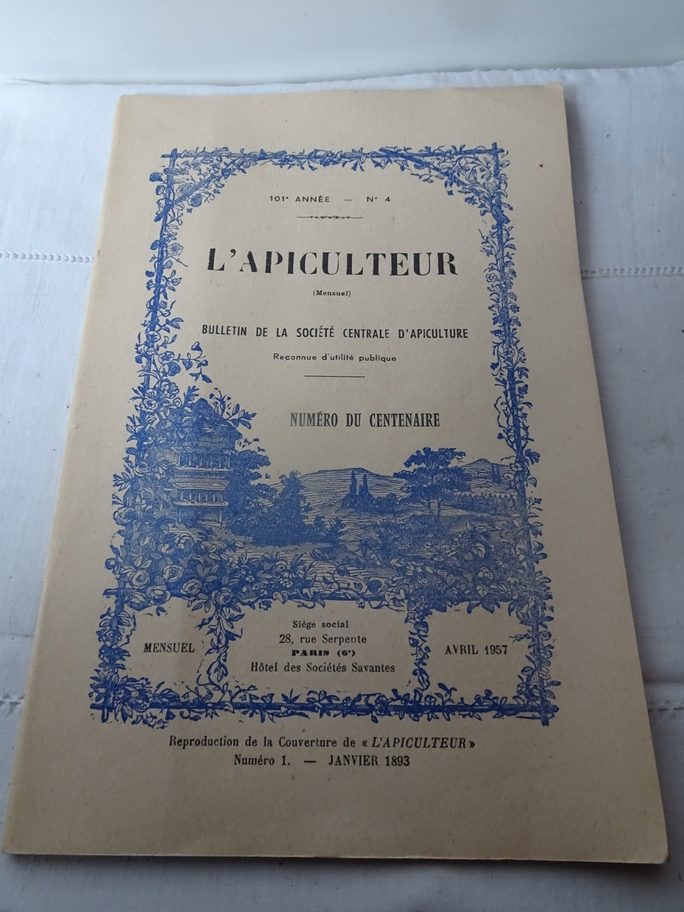 101e ANNÉE — N° 4
L'APICULTEUR
(Mensuel)
BULLETIN DE LA SOCIÉTÉ CENTRALE D'APICULTURE
Reconnue d'utilité publique
NUMÉRO DU CENTENAIRE
Siège social
28, rue Serpente
PARIS (6e)
Hôtel des Sociétés Savantes
MENSUEL
AVRIL 1957
Reproduction de la Couverture de « L'APICULTEUR »
Numéro 1. — JANVIER 1893